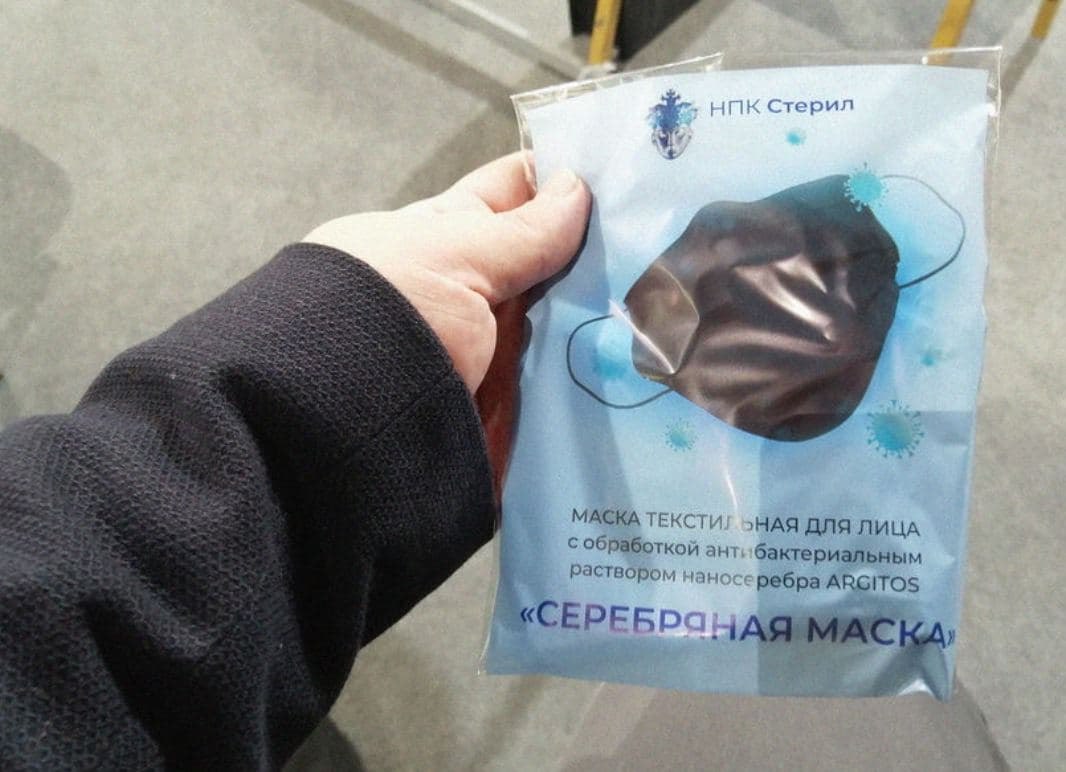 НПК Стерил
МАСКА ТЕКСТИЛЬНАЯ ДЛЯ ЛИЦА
с обработкой антибактериальным
раствором наносеребра ARGITOS
«СЕРЕБРЯНАЯ МАСКА»